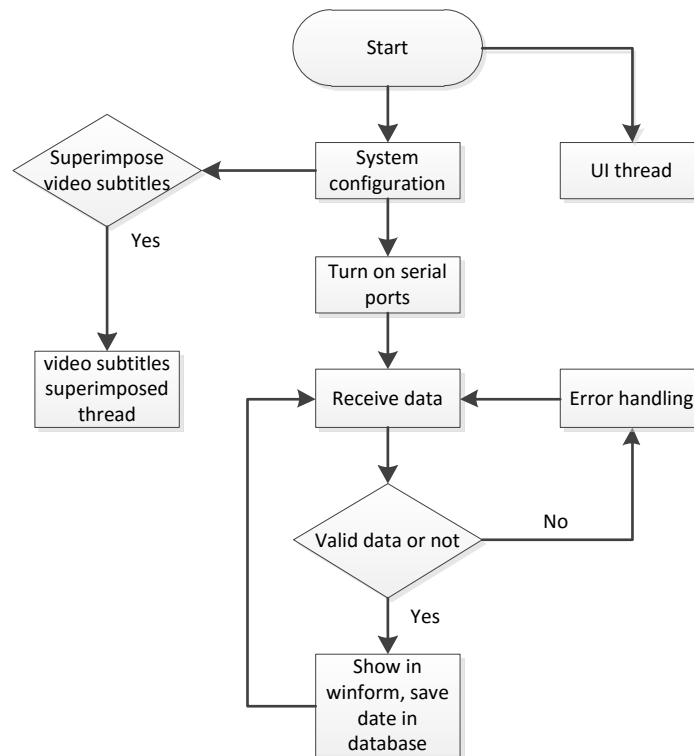 Start
Superimpose
video subtitles
System
configuration
UI thread
Yes
Turn on serial
ports
video subtitles
superimposed
thread
Receive data
Error handling
Valid data or not
No
Yes
Show in
winform, save
date in
database